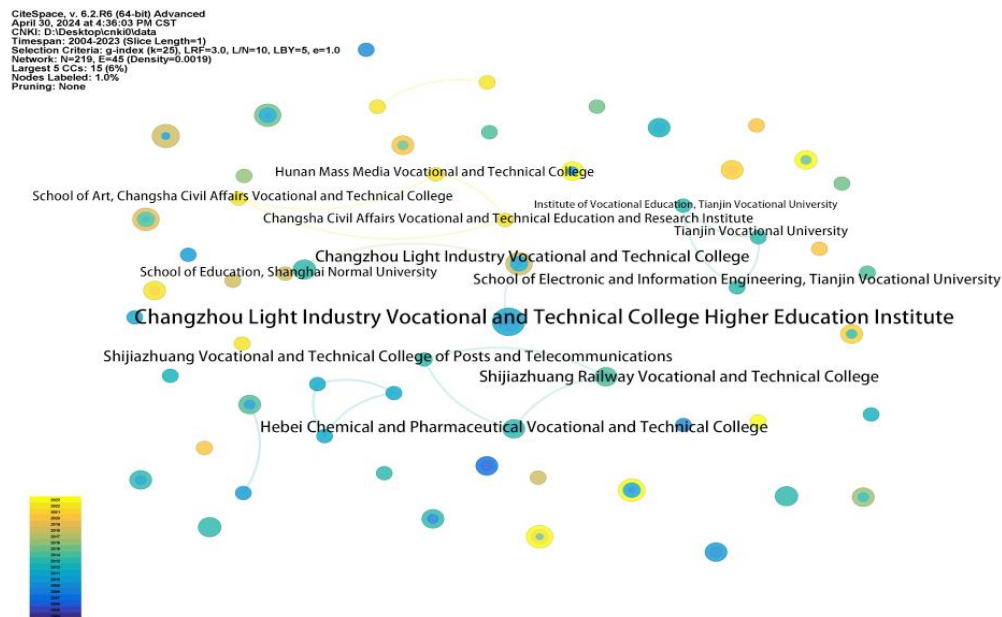 CiteSpace, v. 6.2.R6 (64-bit) Advanced
April 30, 2024 at 4:36:03 PM CST
CNKI: D:\Desktop\cnki0\data
Timespan: 2004-2023 (Slice Length=1)
Selection Criteria: g-index (k=25), LRF=3.0, L/N=10, LBY=5, e=1.0
Network: N=219, E=45 (Density=0.0019)
Largest 5 CCs: 15 (6%)
Nodes Labeled: 1.0%
Pruning: None
Hunan Mass Media Vocational and Technical College
School of Art, Changsha Civil Affairs Vocational and Technical College
Institute of Vocational Education, Tianjin Vocational University
Changsha Civil Affairs Vocational and Technical Education and Research Institute
Tianjin Vocational University
Changzhou Light Industry Vocational and Technical College
School of Education, Shanghai Normal University
School of Electronic and Information Engineering, Tianjin Vocational University
Changzhou Light Industry Vocational and Technical College Higher Education Institute
Shijiazhuang Vocational and Technical College of Posts and Telecommunications
Shijiazhuang Railway Vocational and Technical College
Hebei Chemical and Pharmaceutical Vocational and Technical College